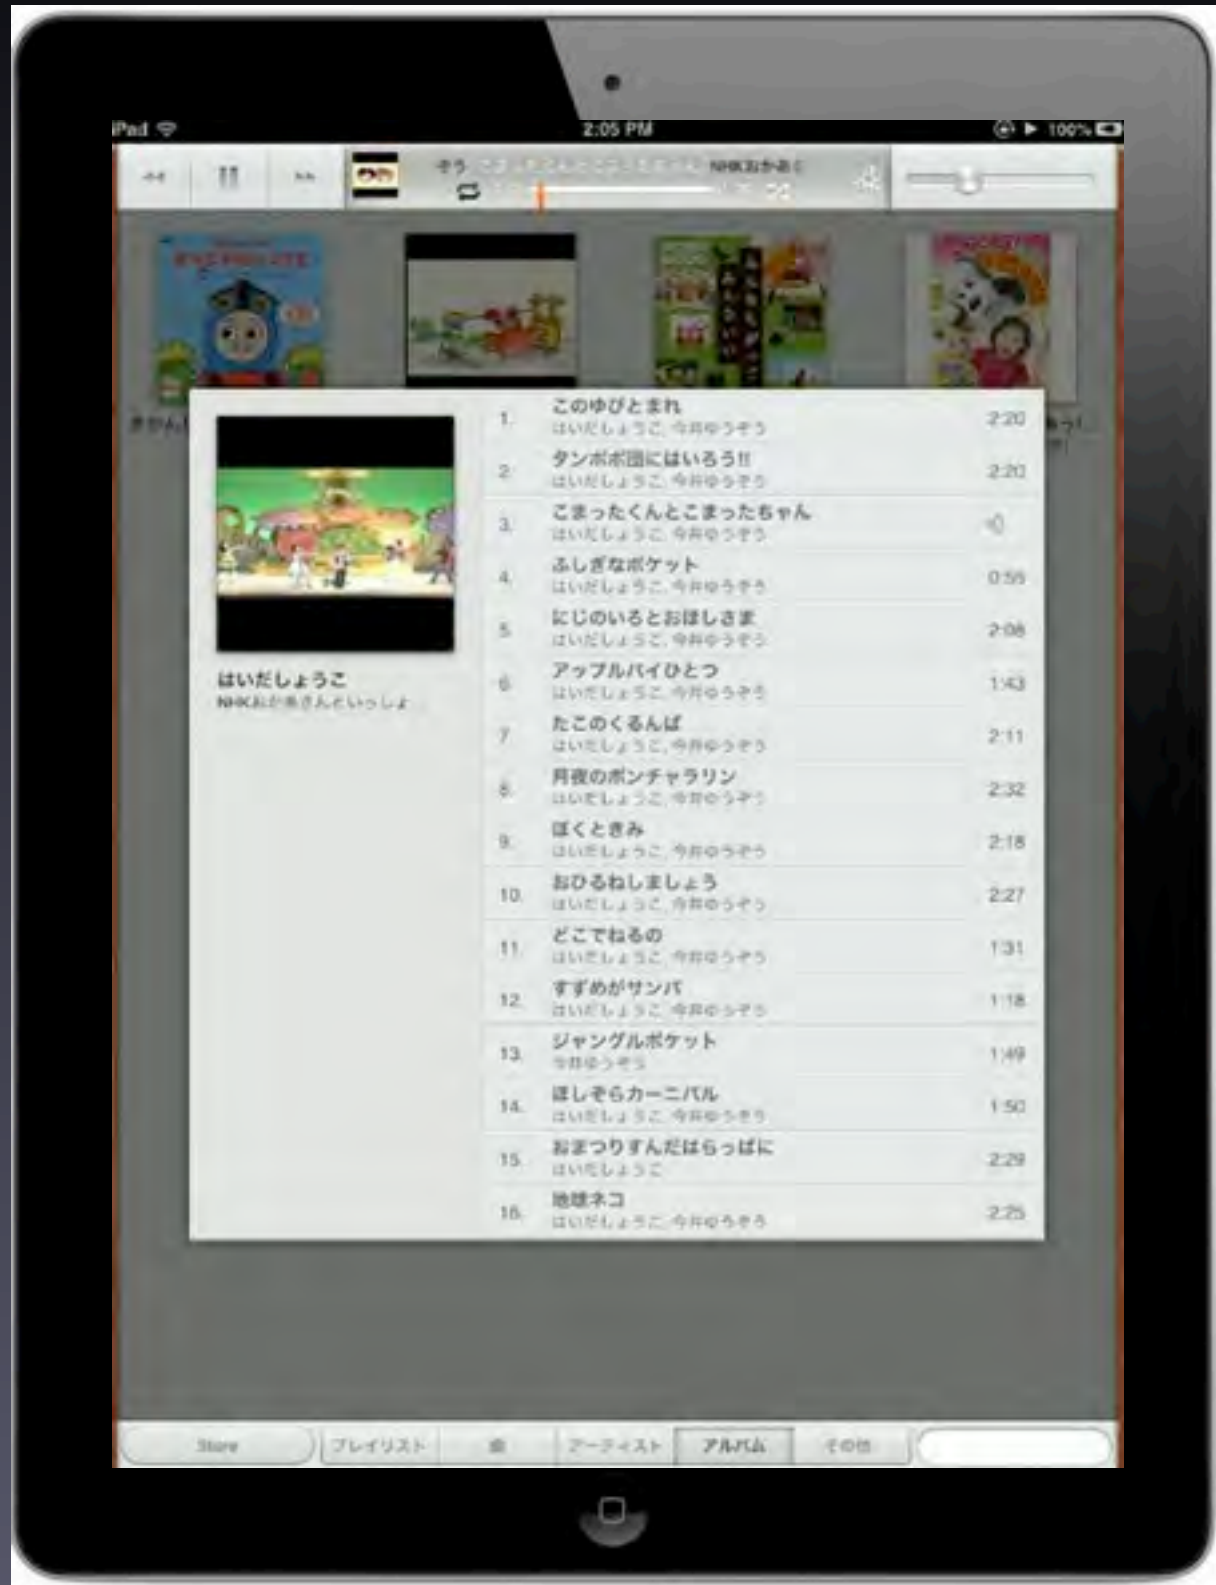 iPad
2:05 PM
100%
ぞう こまったくんとこまったちゃん NHKおかあ
1. このゆびとまれ 2:20
はいだしょうこ, 今井ゆうぞう
2. タンポポ団にはいろう!! 2:20
はいだしょうこ, 今井ゆうぞう
3. こまったくんとこまったちゃん
はいだしょうこ, 今井ゆうぞう
4. ふしぎなポケット 0:55
はいだしょうこ, 今井ゆうぞう
5. にじのいろとおほしさま 2:08
はいだしょうこ, 今井ゆうぞう
6. アップルパイひとつ 1:43
はいだしょうこ, 今井ゆうぞう
7. たこのくるんぱ 2:11
はいだしょうこ, 今井ゆうぞう
8. 月夜のポンチャラリン 2:32
はいだしょうこ, 今井ゆうぞう
9. ぼくときみ 2:18
はいだしょうこ, 今井ゆうぞう
10. おひるねしましょう 2:27
はいだしょうこ, 今井ゆうぞう
11. どこでねるの 1:31
はいだしょうこ, 今井ゆうぞう
12. すずめがサンバ 1:18
はいだしょうこ, 今井ゆうぞう
13. ジャングルポケット 1:49
今井ゆうぞう
14. ほしぞらカーニバル 1:50
はいだしょうこ, 今井ゆうぞう
15. おまつりすんだはらっぱに 2:29
はいだしょうこ
16. 地球ネコ 2:25
はいだしょうこ, 今井ゆうぞう
はいだしょうこ
NHKおかあさんといっしょ
Store
プレイリスト
曲
アーティスト
アルバム
その他